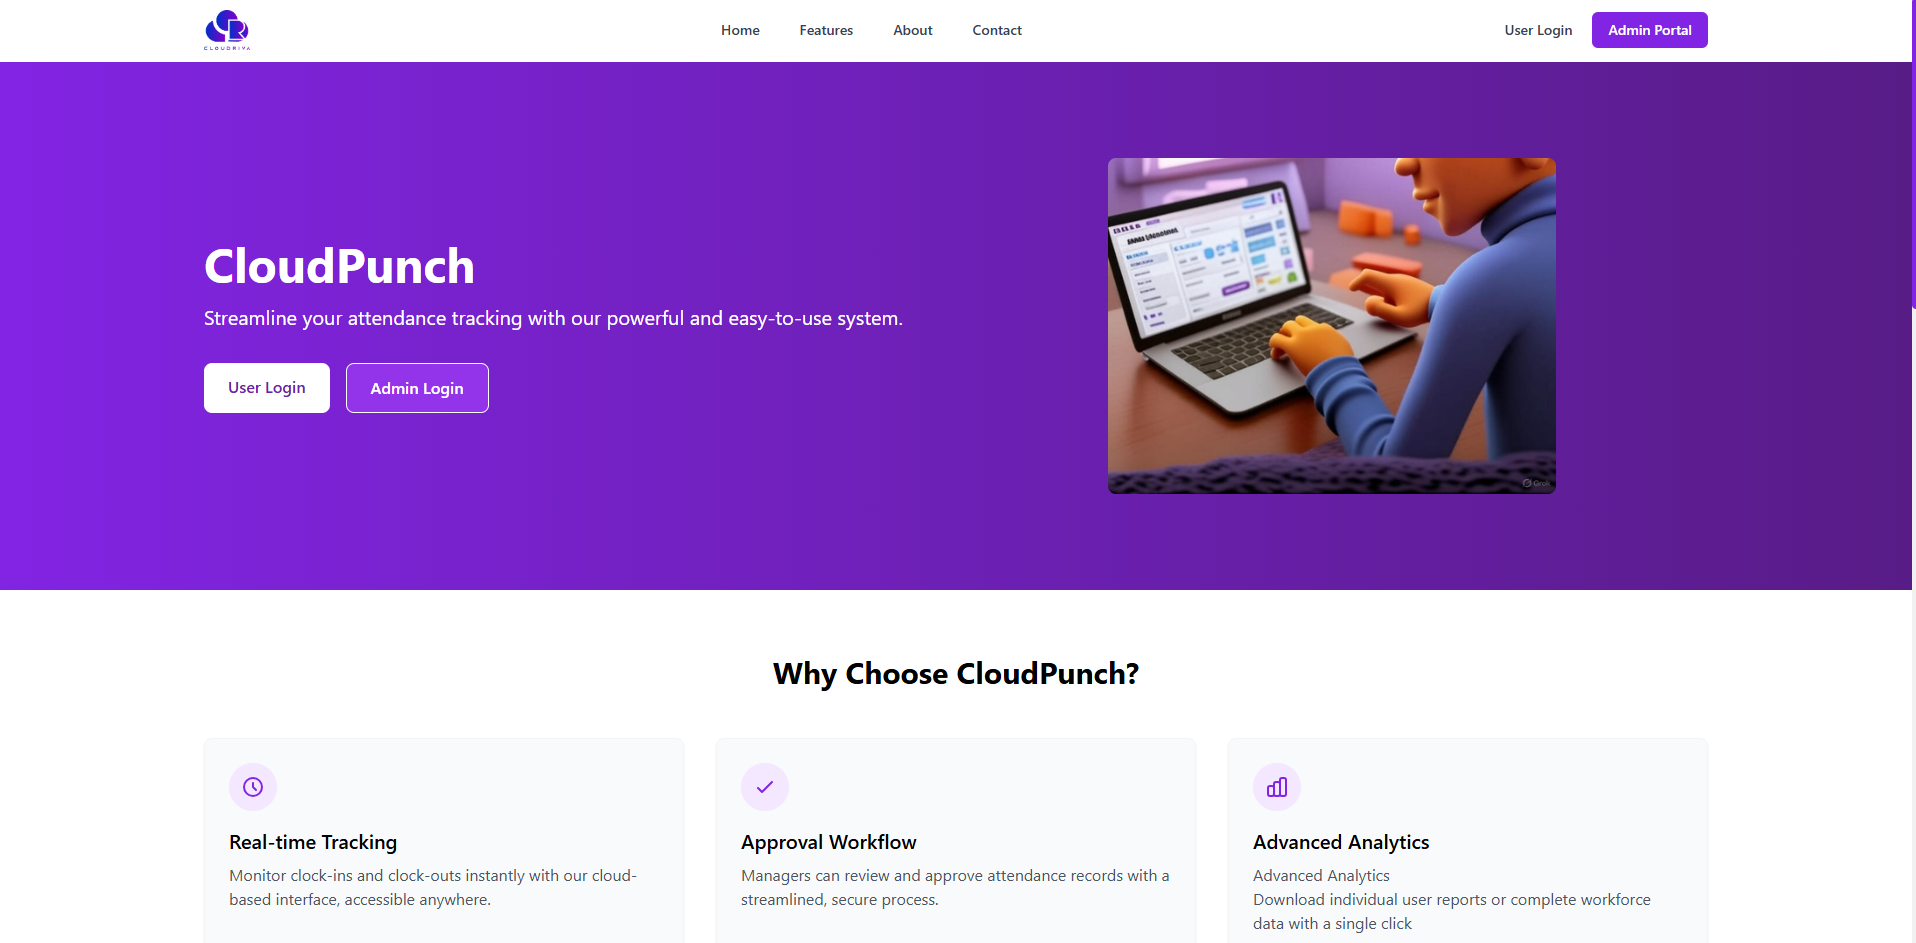 CLOUDRIVA
Home
Features
About
Contact
User Login
Admin Portal
CloudPunch
Streamline your attendance tracking with our powerful and easy-to-use system.
User Login
Admin Login
Grok
Why Choose CloudPunch?
Real-time Tracking
Monitor clock-ins and clock-outs instantly with our cloud-
based interface, accessible anywhere.
Approval Workflow
Managers can review and approve attendance records with a
streamlined, secure process.
Advanced Analytics
Advanced Analytics
Download individual user reports or complete workforce
data with a single click